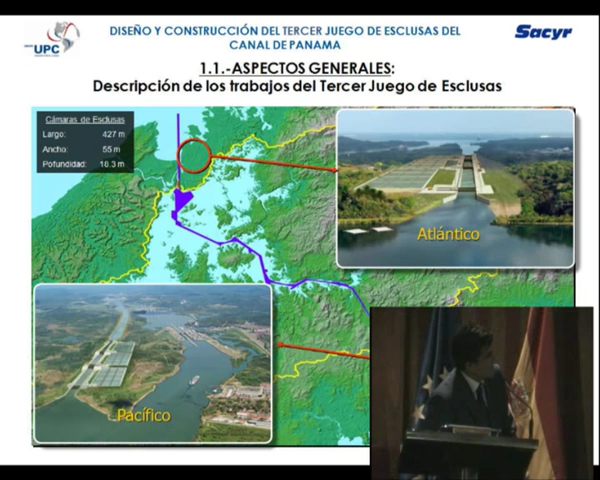 UPC
DISEÑO Y CONSTRUCCIÓN DEL TERCER JUEGO DE ESCLUSAS DEL
CANAL DE PANAMA
Sacyr
1.1.-ASPECTOS GENERALES:
Descripción de los trabajos del Tercer Juego de Esclusas
Cámaras de Esclusas
Largo: 427 m
Ancho: 55 m
Pofundidad: 18.3 m
Atlántico
Pacífico